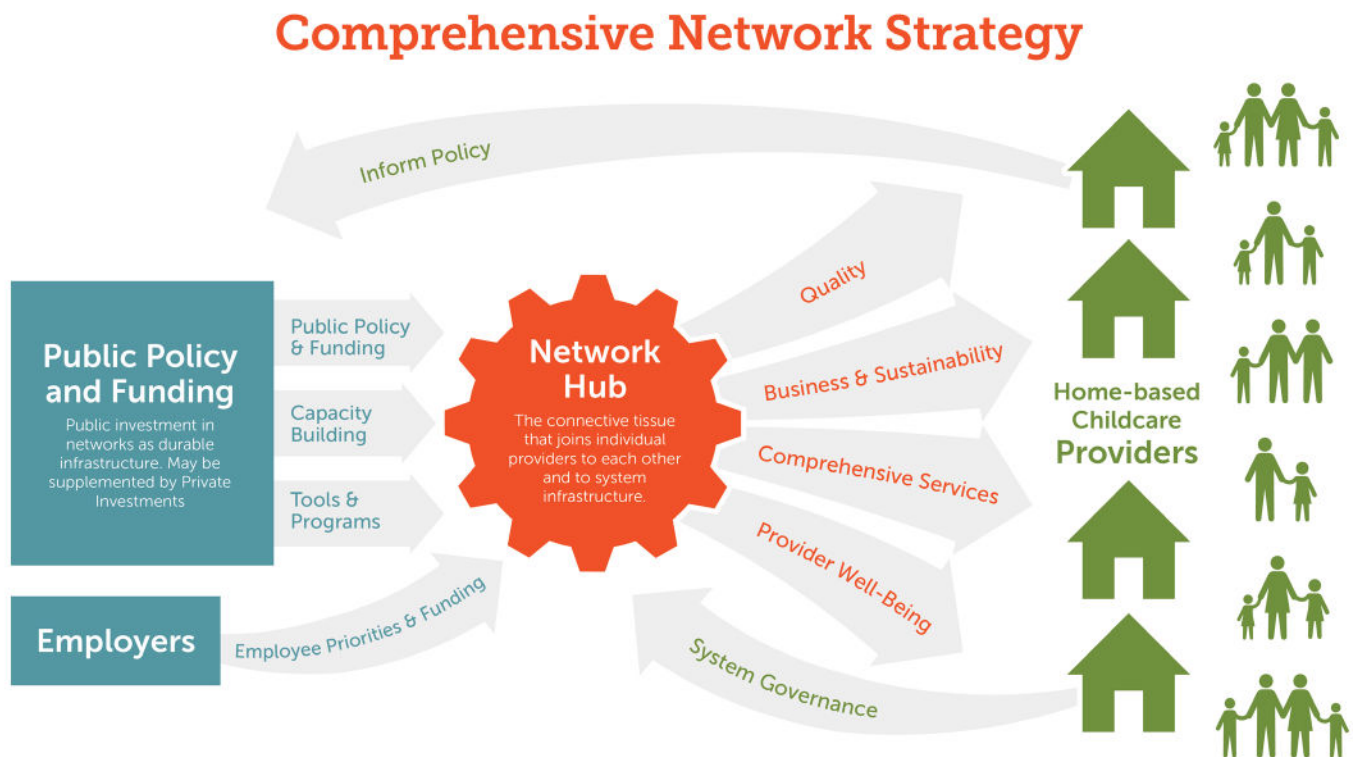 Comprehensive Network Strategy
Inform Policy
Public Policy
and Funding
Public investment in
networks as durable
infrastructure. May be
supplemented by Private
Investments
Public Policy
& Funding
Capacity
Building
Tools &
Programs
Employers
Employee Priorities & Funding
Network
Hub
The connective tissue
that joins individual
providers to each other
and to system
infrastructure.
Quality
Business & Sustainability
Comprehensive Services
Provider Well-Being
System Governance
Home-based
Childcare
Providers